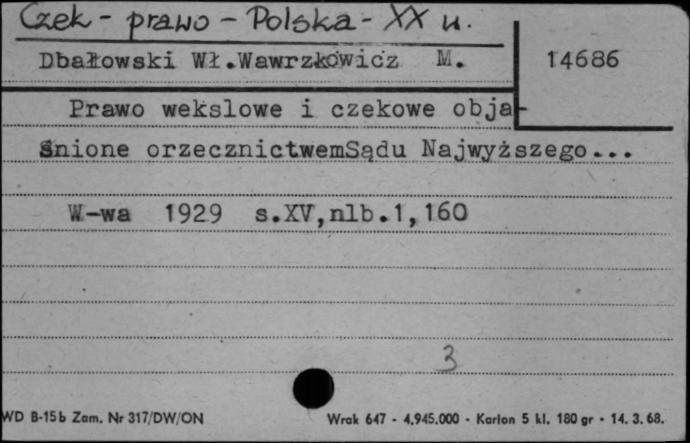 Czek - prawo - Polska - XX w.
Dbałowski Wł.Wawrzkowicz M.
14686
Prawo wekslowe i czekowe obja-
śnione orzecznictwemSądu Najwyższego...
W-wa 1929 s.XV,nlb.1,160
3
WD B-15b Zam. Nr 317/DW/ON
Wrak 647 - 4.945.000 - Karton 5 kl. 180 gr - 14. 3. 68.